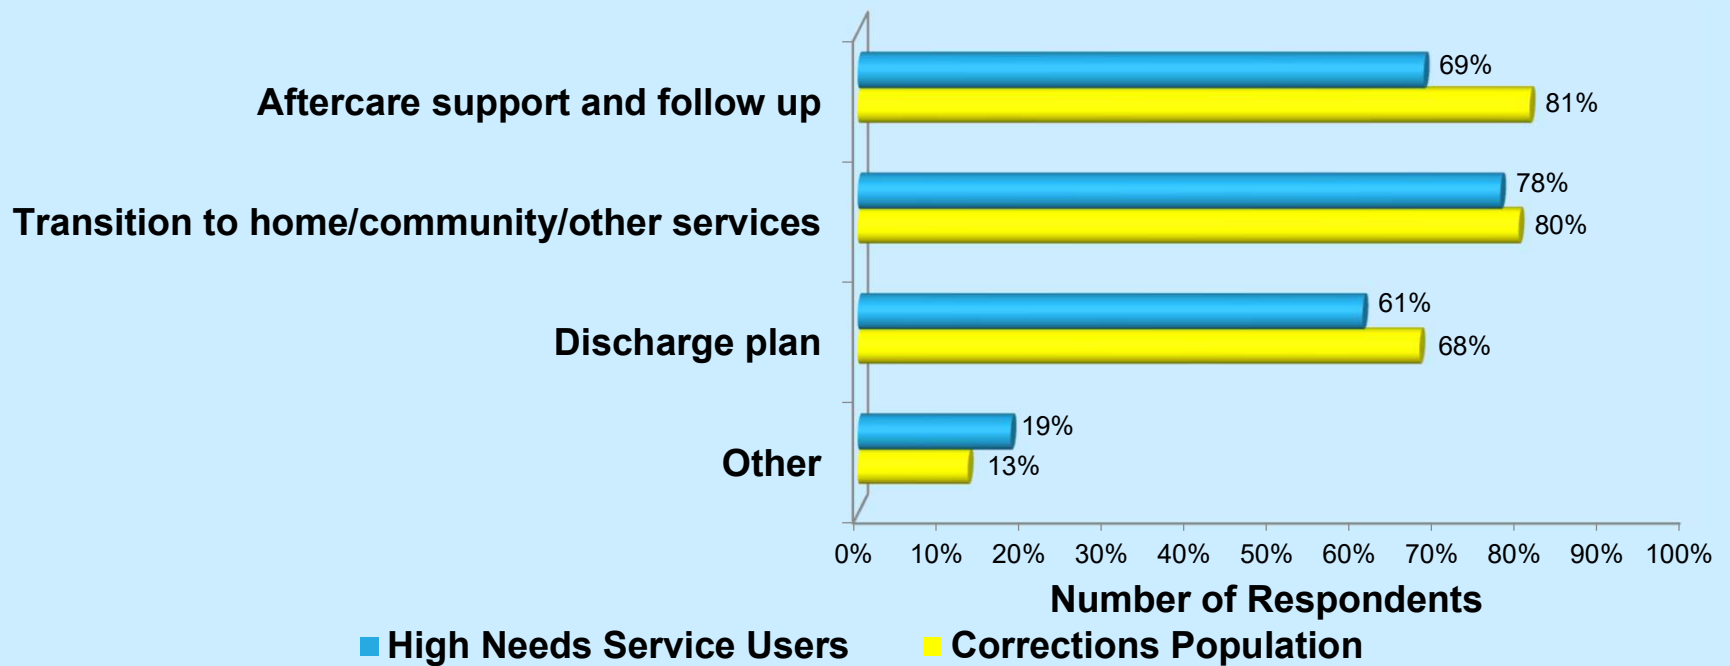 Aftercare support and follow up
69%
81%
Transition to home/community/other services
78%
80%
Discharge plan
61%
68%
Other
19%
13%
0% 10% 20% 30% 40% 50% 60% 70% 80% 90% 100%
Number of Respondents
High Needs Service Users Corrections Population